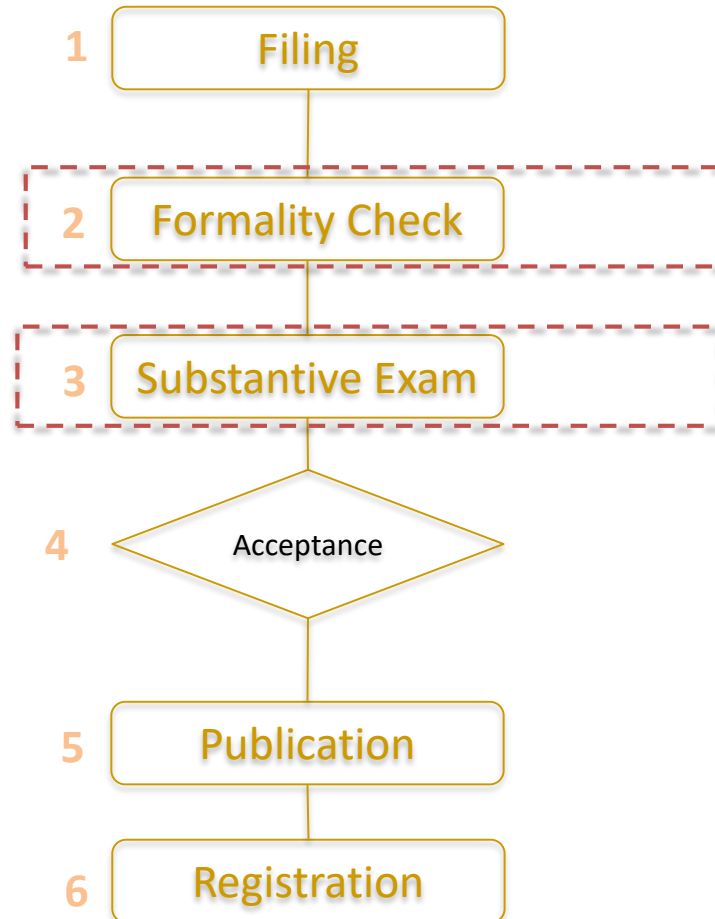 1 Filing
2 Formality Check
3 Substantive Exam
4 Acceptance
5 Publication
6 Registration